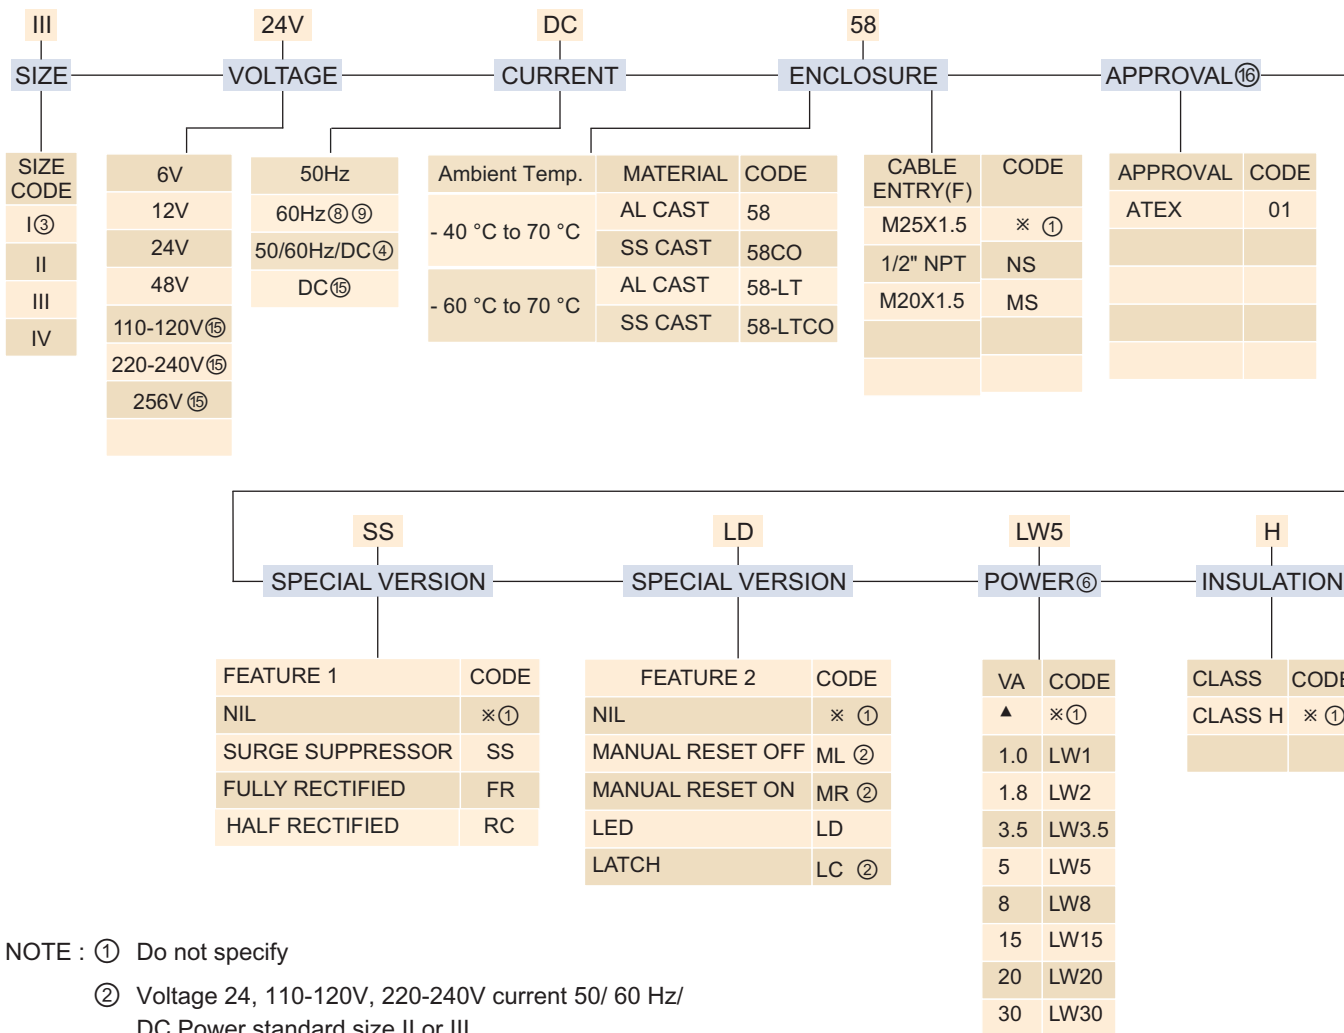 III 24V DC 58
SIZE VOLTAGE CURRENT ENCLOSURE APPROVAL⑯
SIZE CODE
I③
II
III
IV
6V
12V
24V
48V
110-120V⑮
220-240V⑮
256V⑮
50Hz
60Hz⑧⑨
50/60Hz/DC④
DC⑮
Ambient Temp. MATERIAL CODE
- 40 °C to 70 °C AL CAST 58
SS CAST 58CO
- 60 °C to 70 °C AL CAST 58-LT
SS CAST 58-LTCO
CABLE ENTRY(F) CODE
M25X1.5 ※ ①
1/2" NPT NS
M20X1.5 MS
APPROVAL CODE
ATEX 01
SS LD LW5 H
SPECIAL VERSION SPECIAL VERSION POWER⑥ INSULATION
FEATURE 1 CODE
NIL ※①
SURGE SUPPRESSOR SS
FULLY RECTIFIED FR
HALF RECTIFIED RC
FEATURE 2 CODE
NIL ※ ①
MANUAL RESET OFF ML ②
MANUAL RESET ON MR ②
LED LD
LATCH LC ②
VA CODE
▲ ※①
1.0 LW1
1.8 LW2
3.5 LW3.5
5 LW5
8 LW8
15 LW15
20 LW20
30 LW30
CLASS CODE
CLASS H ※ ①
NOTE : ① Do not specify
② Voltage 24, 110-120V, 220-240V current 50/ 60 Hz/
DC Power standard size II or III